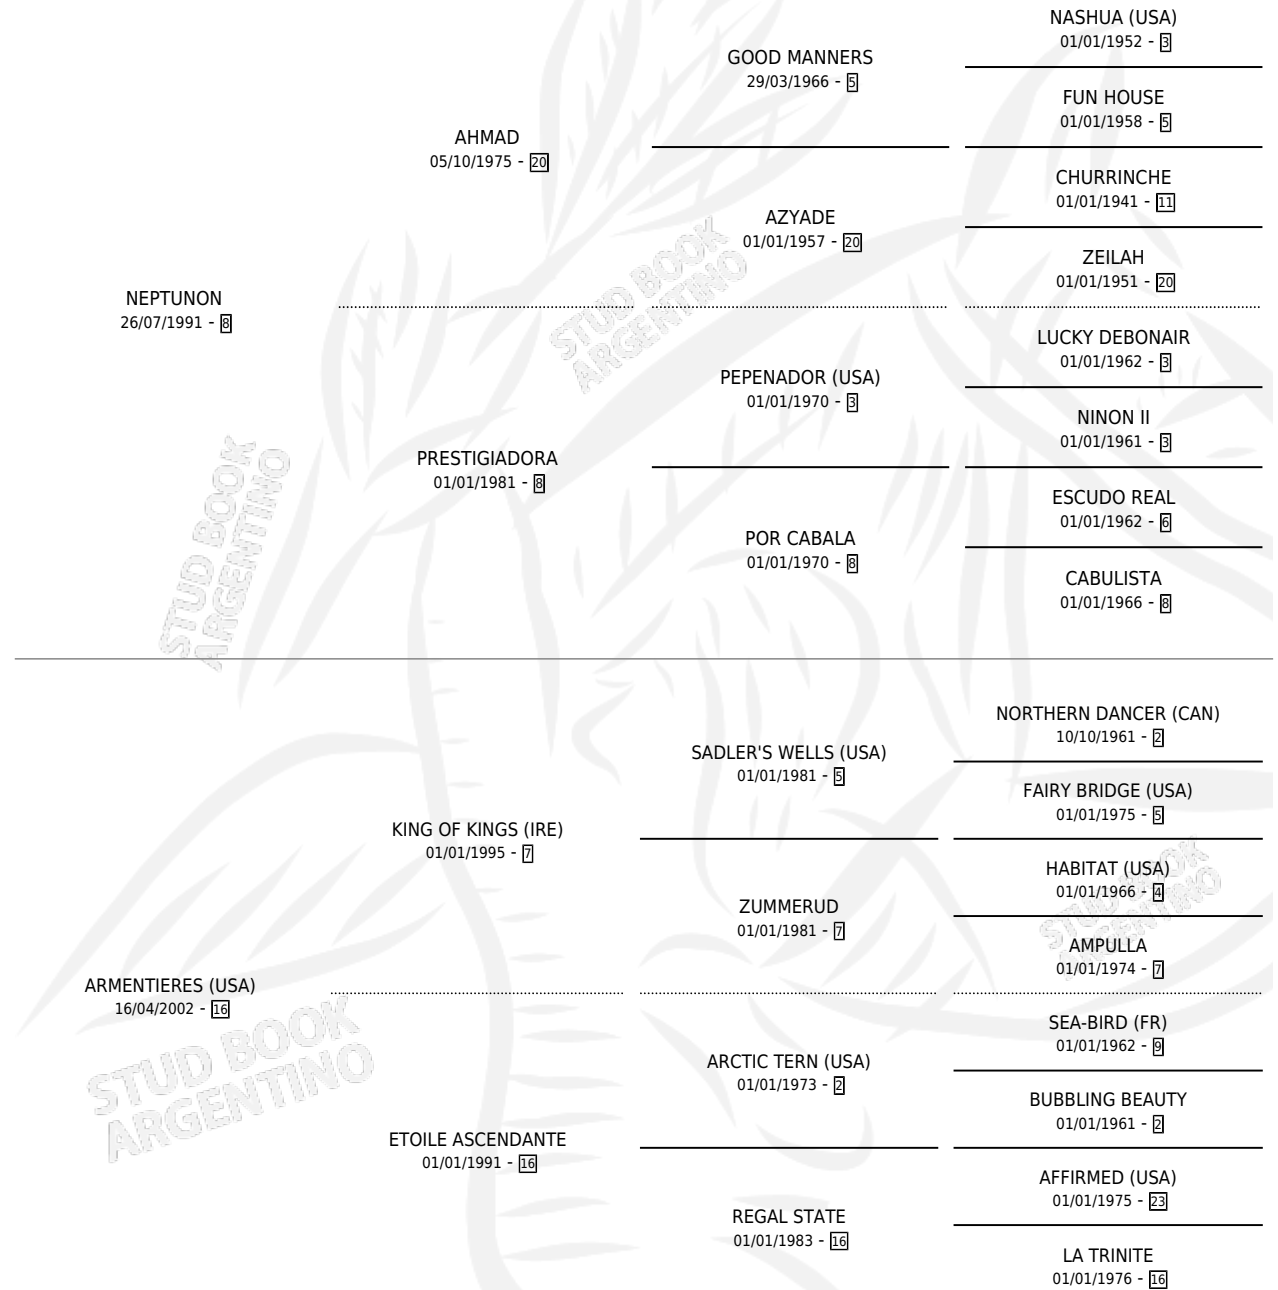 NASHUA (USA)
01/01/1952 - 3
GOOD MANNERS
29/03/1966 - 5
FUN HOUSE
01/01/1958 - 5
AHMAD
05/10/1975 - 20
CHURRINCHE
01/01/1941 - 11
AZYADE
01/01/1957 - 20
ZEILAH
01/01/1951 - 20
NEPTUNON
26/07/1991 - 8
LUCKY DEBONAIR
01/01/1962 - 3
PEPENADOR (USA)
01/01/1970 - 3
NINON II
01/01/1961 - 3
PRESTIGIADORA
01/01/1981 - 8
ESCUDO REAL
01/01/1962 - 6
POR CABALA
01/01/1970 - 8
CABULISTA
01/01/1966 - 8
STUD BOOK
ARGENTINO
STUD BOOK
ARGENTINO
NORTHERN DANCER (CAN)
10/10/1961 - 2
SADLER'S WELLS (USA)
01/01/1981 - 5
FAIRY BRIDGE (USA)
01/01/1975 - 5
KING OF KINGS (IRE)
01/01/1995 - 7
HABITAT (USA)
01/01/1966 - 4
ZUMMERUD
01/01/1981 - 7
AMPULLA
01/01/1974 - 7
ARMENTIERES (USA)
16/04/2002 - 16
SEA-BIRD (FR)
01/01/1962 - 9
ARCTIC TERN (USA)
01/01/1973 - 2
BUBBLING BEAUTY
01/01/1961 - 2
ETOILE ASCENDANTE
01/01/1991 - 16
AFFIRMED (USA)
01/01/1975 - 23
REGAL STATE
01/01/1983 - 16
LA TRINITE
01/01/1976 - 16
STUD BOOK
ARGENTINO
STUD BOOK
ARGENTINO